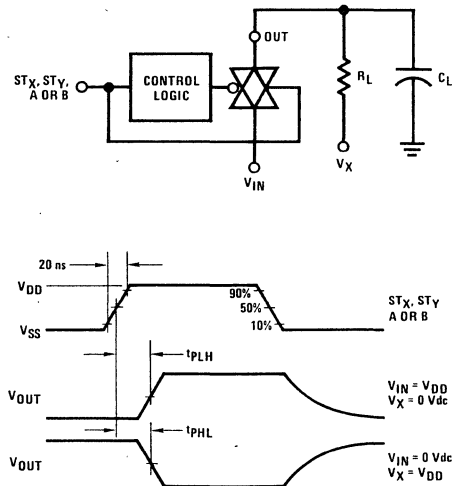 OUT
ST_X, ST_Y,
A OR B
CONTROL
LOGIC
R_L
C_L
V_X
V_IN
20 ns
V_DD
90%
50%
10%
V_SS
ST_X, ST_Y
A OR B
t_PLH
V_OUT
V_IN = V_DD
V_X = 0 Vdc
t_PHL
V_OUT
V_IN = 0 Vdc
V_X = V_DD